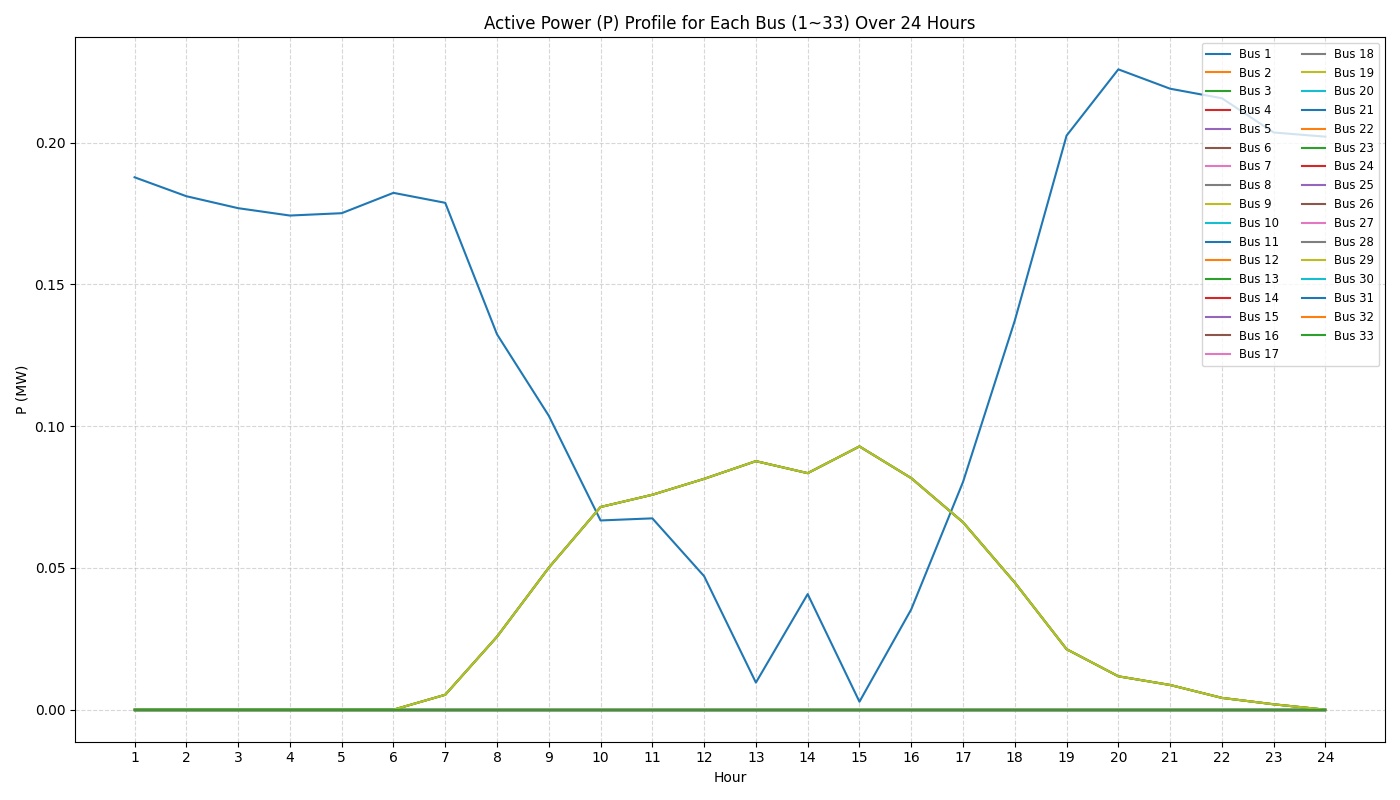 Active Power (P) Profile for Each Bus (1~33) Over 24 Hours
P (MW)
0.20
0.15
0.10
0.05
0.00
Bus 1
Bus 2
Bus 3
Bus 4
Bus 5
Bus 6
Bus 7
Bus 8
Bus 9
Bus 10
Bus 11
Bus 12
Bus 13
Bus 14
Bus 15
Bus 16
Bus 17
Bus 18
Bus 19
Bus 20
Bus 21
Bus 22
Bus 23
Bus 24
Bus 25
Bus 26
Bus 27
Bus 28
Bus 29
Bus 30
Bus 31
Bus 32
Bus 33
1 2 3 4 5 6 7 8 9 10 11 12 13 14 15 16 17 18 19 20 21 22 23 24
Hour